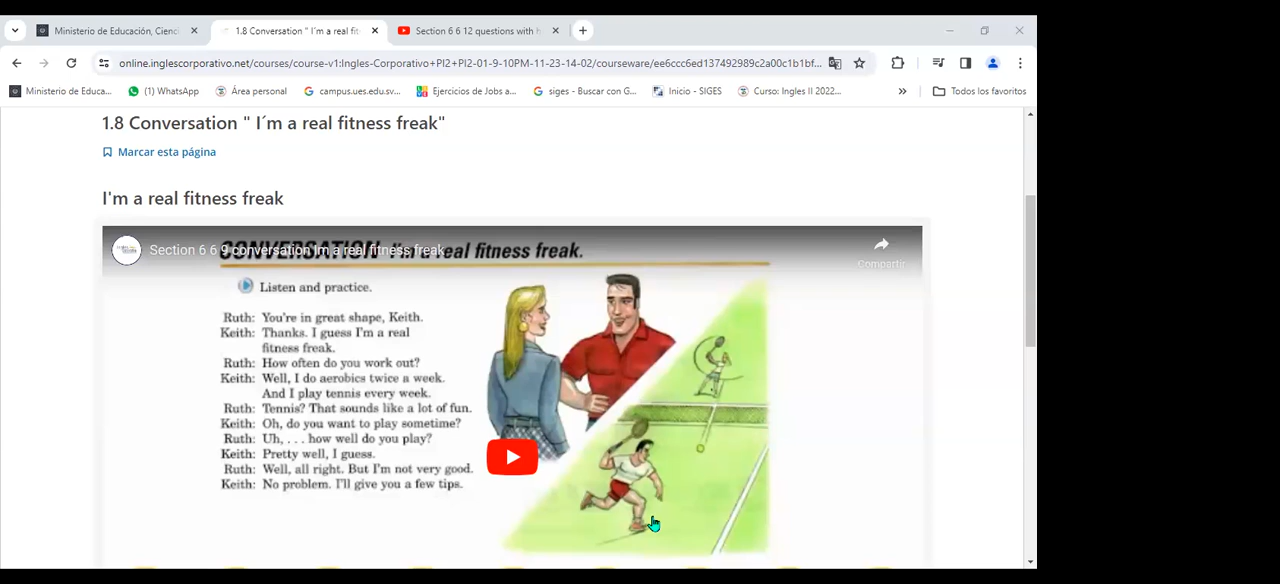 Ministerio de Educación, Cienci
1.8 Conversation " I´m a real fit
Section 6 6 12 questions with h
online.inglescorporativo.net/courses/course-v1:Ingles-Corporativo+PI2+PI2-01-9-10PM-11-23-14-02/courseware/ee6ccc6ed137492989c2a00c1b1bf...
Ministerio de Educa...
(1) WhatsApp
Área personal
campus.ues.edu.sv...
Ejercicios de Jobs a...
siges - Buscar con G...
Inicio - SIGES
Curso: Ingles II 2022...
Todos los favoritos
1.8 Conversation " I´m a real fitness freak"
Marcar esta página
I'm a real fitness freak
Section 6 6 9 conversation Im a real fitness freak
CONVERSATION I'm a real fitness freak.
Compartir
Listen and practice.
Ruth: You're in great shape, Keith.
Keith: Thanks. I guess I'm a real
fitness freak.
Ruth: How often do you work out?
Keith: Well, I do aerobics twice a week.
And I play tennis every week.
Ruth: Tennis? That sounds like a lot of fun.
Keith: Oh, do you want to play sometime?
Ruth: Uh, . . . how well do you play?
Keith: Pretty well, I guess.
Ruth: Well, all right. But I'm not very good.
Keith: No problem. I'll give you a few tips.